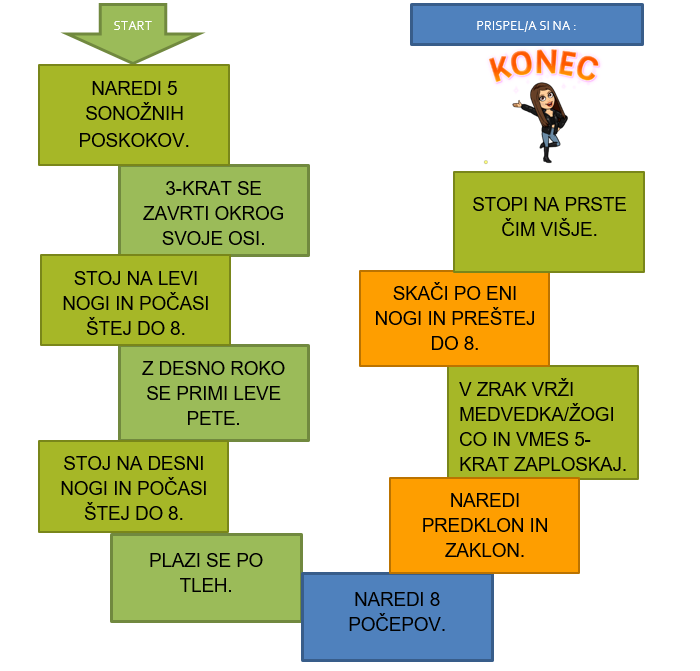 START
NAREDI 5
SONOŽNIH
POSKOKOV.
3-KRAT SE
ZAVRTI OKROG
SVOJE OSI.
STOJ NA LEVI
NOGI IN POČASI
ŠTEJ DO 8.
Z DESNO ROKO
SE PRIMI LEVE
PETE.
STOJ NA DESNI
NOGI IN POČASI
ŠTEJ DO 8.
PLAZI SE PO
TLEH.
NAREDI 8
POČEPOV.
NAREDI
PREDKLON IN
ZAKLON.
V ZRAK VRŽI
MEDVEDKA/ŽOGI
CO IN VMES 5-
KRAT ZAPLOSKAJ.
SKAČI PO ENI
NOGI IN PREŠTEJ
DO 8.
STOPI NA PRSTE
ČIM VIŠJE.
PRISPEL/A SI NA :
KONEC